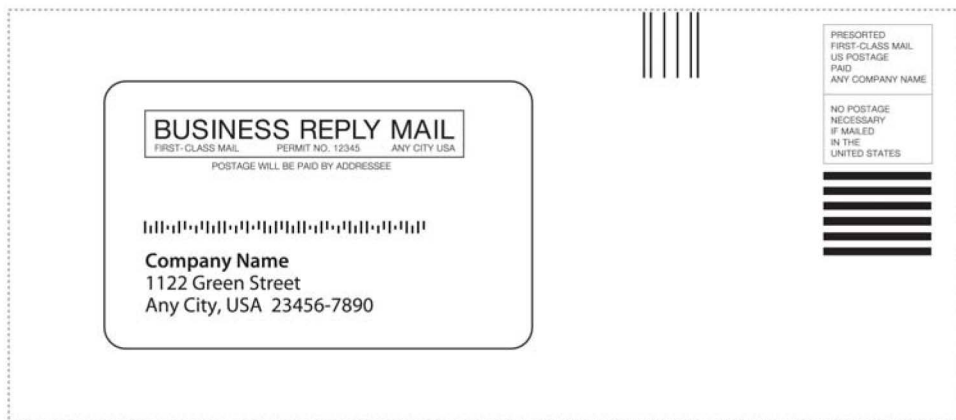 PRESORTED
FIRST-CLASS MAIL
US POSTAGE
PAID
ANY COMPANY NAME
NO POSTAGE
NECESSARY
IF MAILED
IN THE
UNITED STATES
BUSINESS REPLY MAIL
FIRST-CLASS MAIL PERMIT NO. 12345 ANY CITY USA
POSTAGE WILL BE PAID BY ADDRESSEE
Company Name
1122 Green Street
Any City, USA 23456-7890